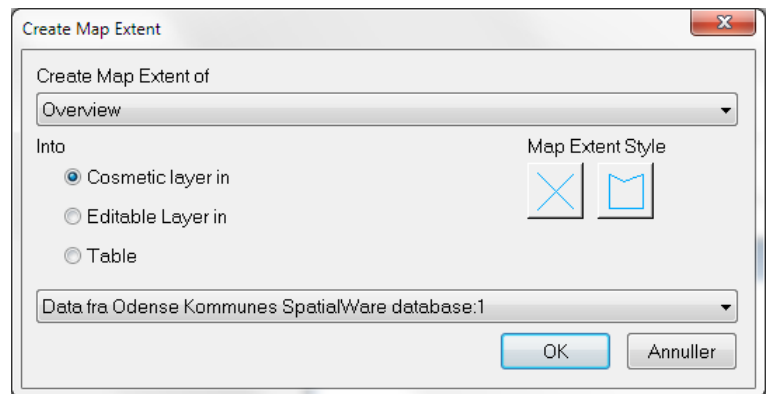 Create Map Extent
Create Map Extent of
Overview
Into
Map Extent Style
Cosmetic layer in
Editable Layer in
Table
Data fra Odense Kommunes SpatialWare database:1
OK
Annuller